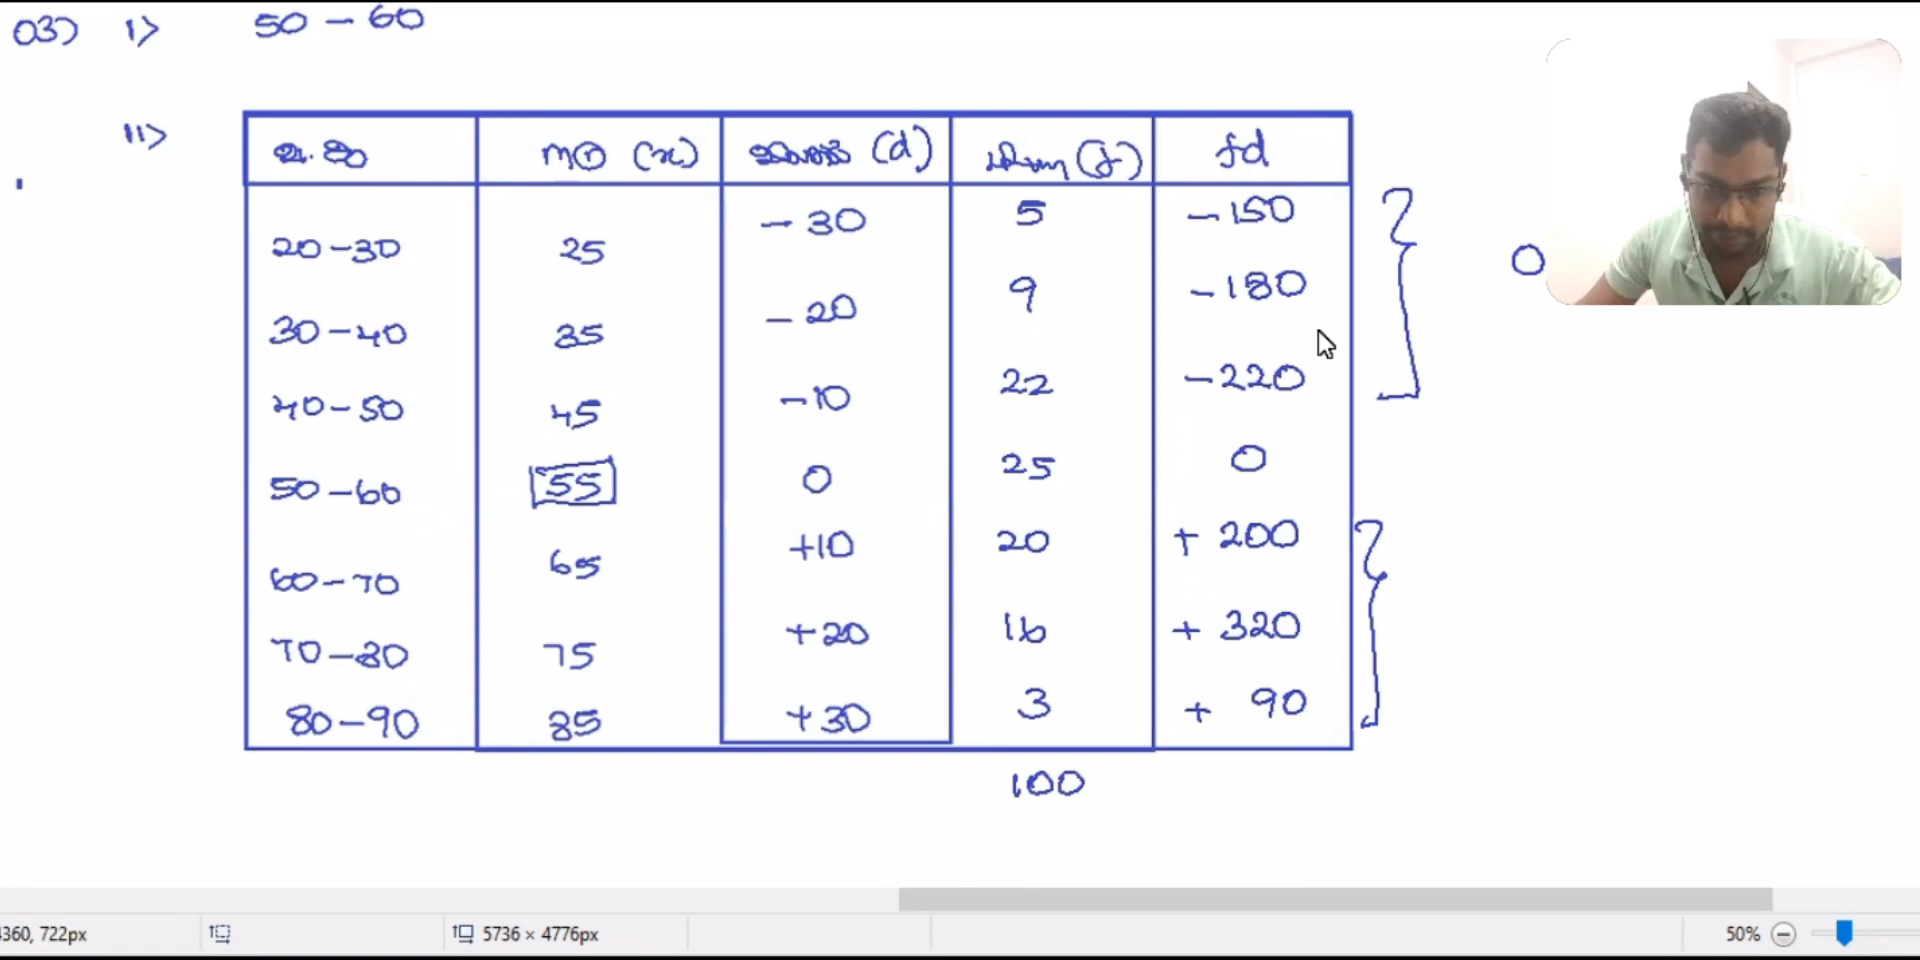 03) i> 50 - 60
ii>
(x) (d) (f) fd
20-30 25 -30 5 -150
30-40 35 -20 9 -180
40-50 45 -10 22 -220
50-60 55 0 25 0
60-70 65 +10 20 +200
70-80 75 +20 16 +320
80-90 85 +30 3 + 90
100
0
360, 722px 5736 × 4776px 50%